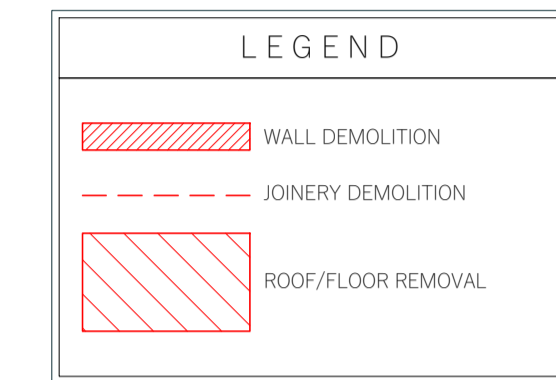 LEGEND
WALL DEMOLITION
JOINERY DEMOLITION
ROOF/FLOOR REMOVAL